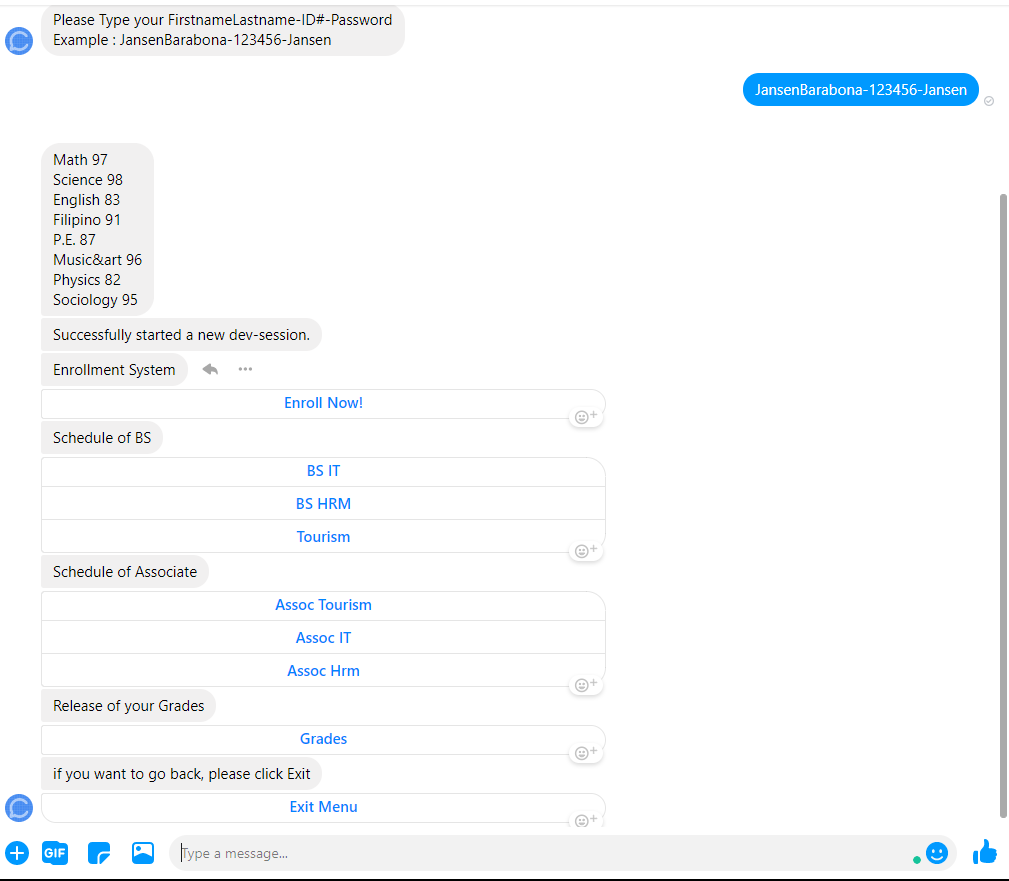 Please Type your FirstnameLastname-ID#-Password
Example : JansenBarabona-123456-Jansen
JansenBarabona-123456-Jansen
Math 97
Science 98
English 83
Filipino 91
P.E. 87
Music&art 96
Physics 82
Sociology 95
Successfully started a new dev-session.
Enrollment System
Enroll Now!
Schedule of BS
BS IT
BS HRM
Tourism
Schedule of Associate
Assoc Tourism
Assoc IT
Assoc Hrm
Release of your Grades
Grades
if you want to go back, please click Exit
Exit Menu
GIF
Type a message...